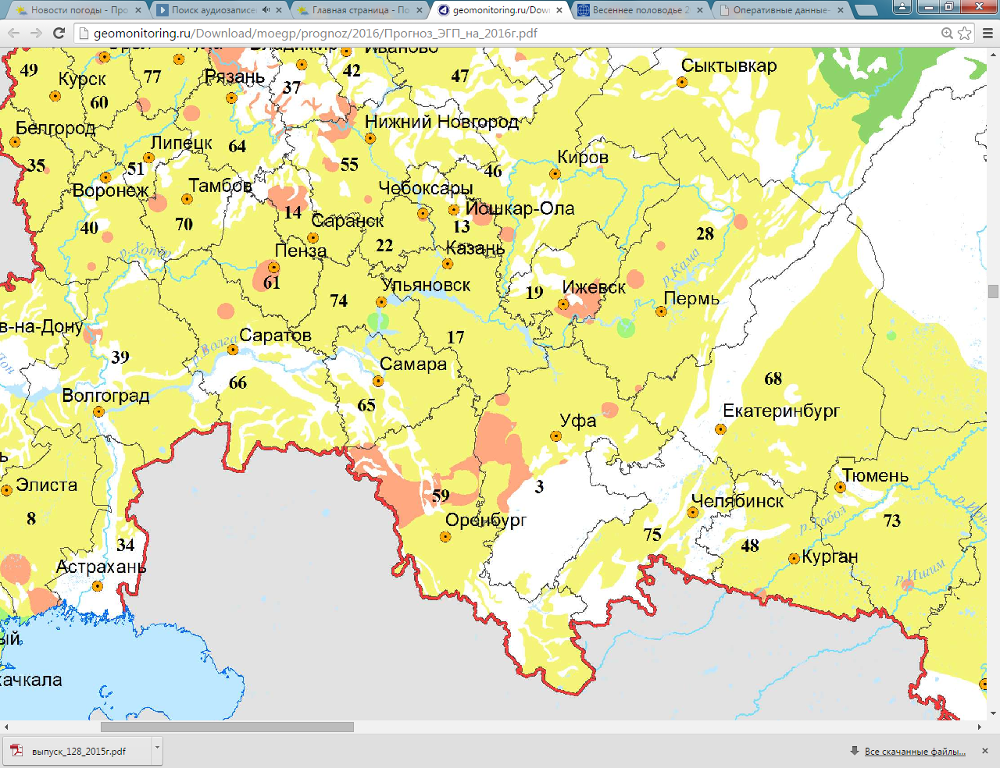 Новости погоды - Про
Поиск аудиозаписе
Главная страница - По
geomonitoring.ru/Down
Весеннее половодье 2
Оперативные данные-
geomonitoring.ru/Download/moegp/prognoz/2016/Прогноз_ЭГП_на_2016г.pdf
Владимир
Иваново
49
77
37
42
47
Сыктывкар
Курск
Рязань
60
Нижний Новгород
Белгород
Липецк
64
35
51
55
46
Киров
Воронеж
Тамбов
Чебоксары
14
Йошкар-Ола
40
70
Саранск
13
28
р.Хопёр
Пенза
22
Казань
р.Кама
61
Ульяновск
19
Ижевск
74
Пермь
в-на-Дону
Саратов
17
р.Волга
39
Самара
66
68
Волгоград
65
Екатеринбург
Уфа
Элиста
Тюмень
59
3
Челябинск
8
Оренбург
р.Тобол
73
34
75
48
Астрахань
Курган
р.Ишим
ый
хачкала
выпуск_128_2015г.pdf
Все скачанные файлы...